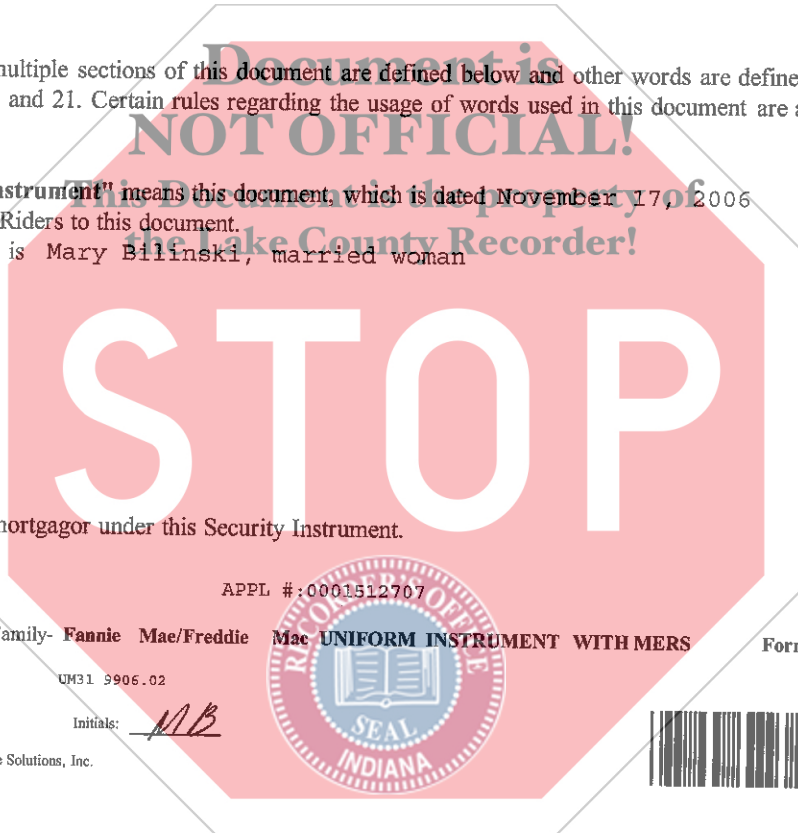 Document is
multiple sections of this document are defined below and other words are define
and 21. Certain rules regarding the usage of words used in this document are a
NOT OFFICIAL!
strument" means this document, which is dated November 17, 2006
This Document is the property of
Riders to this document.
the Lake County Recorder!
is Mary Bilinski, married woman
STOP
mortgagor under this Security Instrument.
APPL #:0001512707
Family- Fannie Mae/Freddie Mac UNIFORM INSTRUMENT WITH MERS Form
UM31 9906.02
Initials: MB
Solutions, Inc.
RECORDER'S OFFICE
SEAL
INDIANA